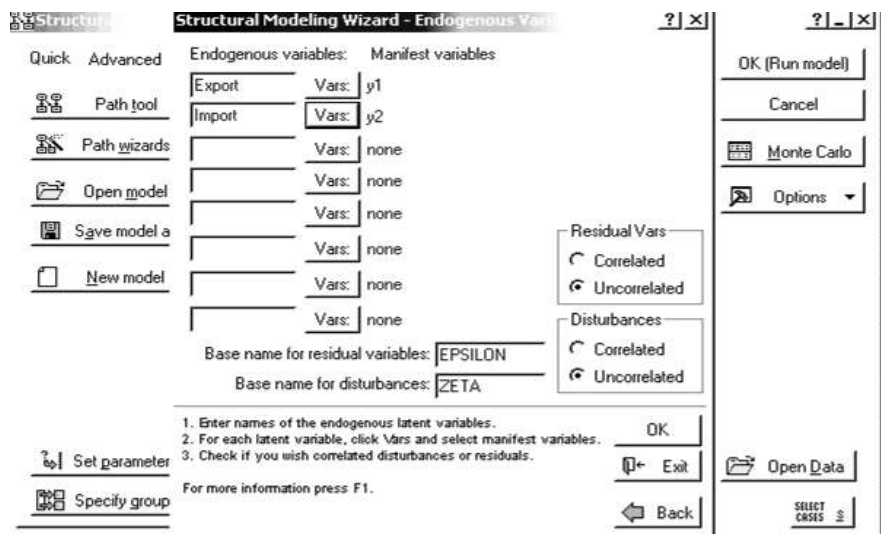 Structural Modeling Wizard - Endogenous
Quick Advanced
Path tool
Path wizards
Open model
Save model a
New model
Set parameter
Specify group
Endogenous variables: Manifest variables
Export Vars: y1
Import Vars: y2
Vars: none
Vars: none
Vars: none
Vars: none
Vars: none
Vars: none
Residual Vars
Correlated
Uncorrelated
Disturbances
Correlated
Uncorrelated
Base name for residual variables: EPSILON
Base name for disturbances: ZETA
1. Enter names of the endogenous latent variables.
2. For each latent variable, click Vars and select manifest variables.
3. Check if you wish correlated disturbances or residuals.
For more information press F1.
OK
Exit
Back
OK (Run model)
Cancel
Monte Carlo
Options
Open Data
SELECT
CASES S